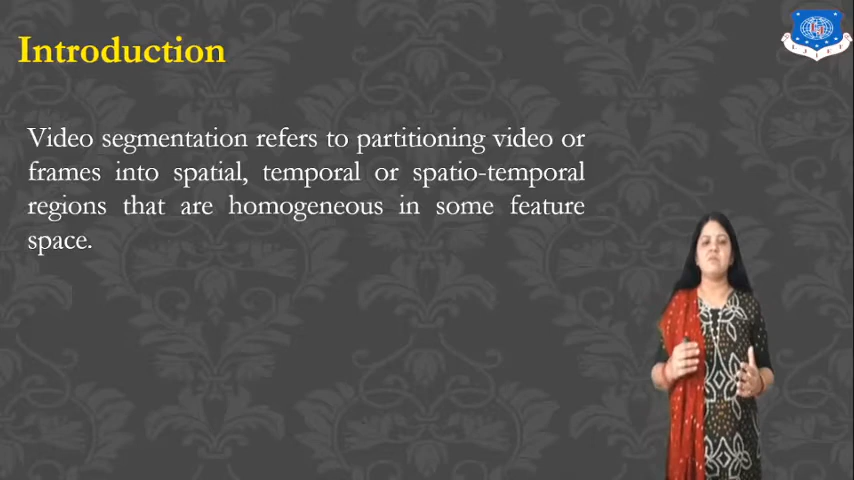 Introduction
Video segmentation refers to partitioning video or
frames into spatial, temporal or spatio-temporal
regions that are homogeneous in some feature
space.
LJIET